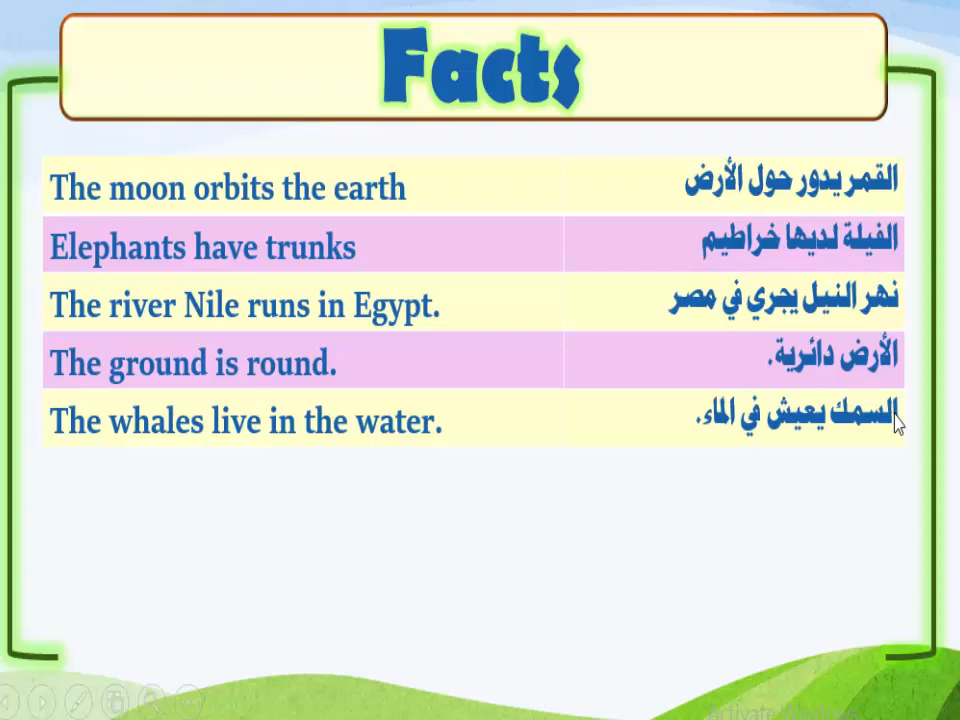 Facts
The moon orbits the earth
القمر يدور حول الأرض
Elephants have trunks
الفيلة لديها خراطيم
The river Nile runs in Egypt.
نهر النيل يجري في مصر
The ground is round.
الأرض دائرية.
The whales live in the water.
السمك يعيش في الماء.
Activate Windows